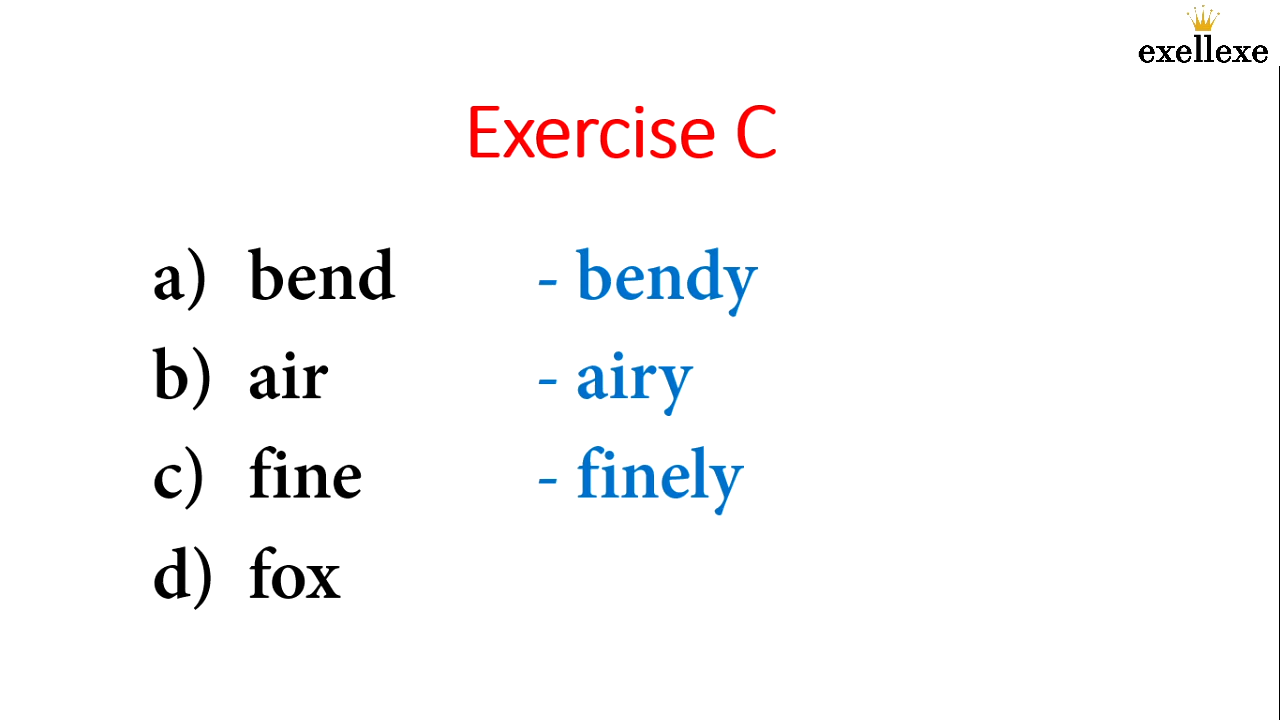 exellexe
Exercise C
a) bend - bendy
b) air - airy
c) fine - finely
d) fox